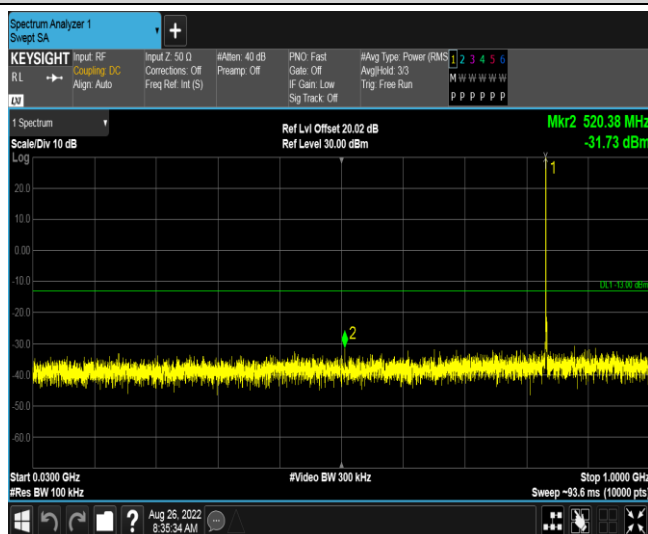 Spectrum Analyzer 1
Swept SA
+
KEYSIGHT
RL
LXI
Input: RF
Coupling: DC
Align: Auto
Input Z: 50 Ω
Corrections: Off
Freq Ref: Int (S)
#Atten: 40 dB
Preamp: Off
PNO: Fast
Gate: Off
IF Gain: Low
Sig Track: Off
#Avg Type: Power (RMS
Avg|Hold: 3/3
Trig: Free Run
1 2 3 4 5 6
M W W W W W
P P P P P P
1 Spectrum
Scale/Div 10 dB
Ref Lvl Offset 20.02 dB
Ref Level 30.00 dBm
Mkr2 520.38 MHz
-31.73 dBm
Log
1
20.0
10.0
0.00
-10.0
DL1 -13.00 dBm
-20.0
-30.0
2
-40.0
-50.0
-60.0
Start 0.0300 GHz
#Video BW 300 kHz
Stop 1.0000 GHz
#Res BW 100 kHz
Sweep ~93.6 ms (10000 pts)
?
Aug 26, 2022
8:35:34 AM